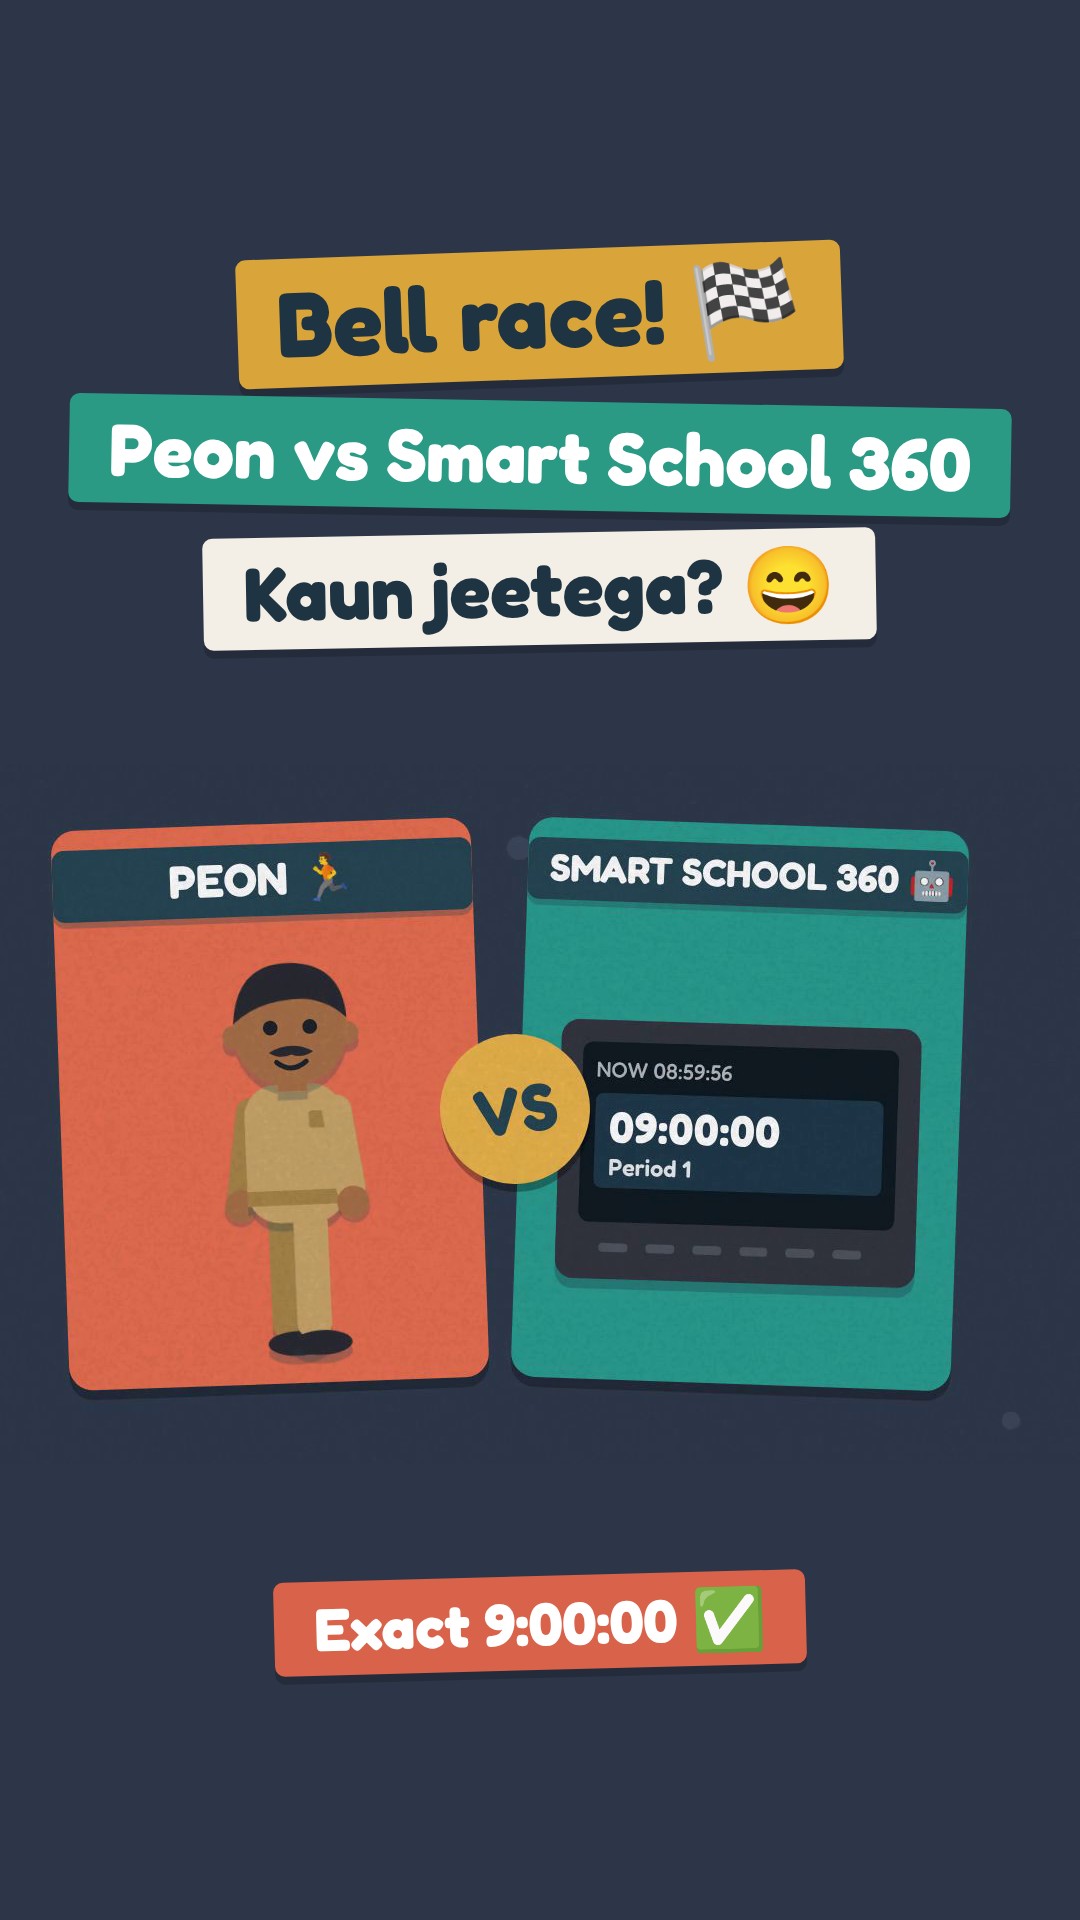 Bell race! 🏁
Peon vs Smart School 360
Kaun jeetega? 😄
PEON 🏃
SMART SCHOOL 360 🤖
VS
NOW 08:59:56
09:00:00
Period 1
Exact 9:00:00 ✅